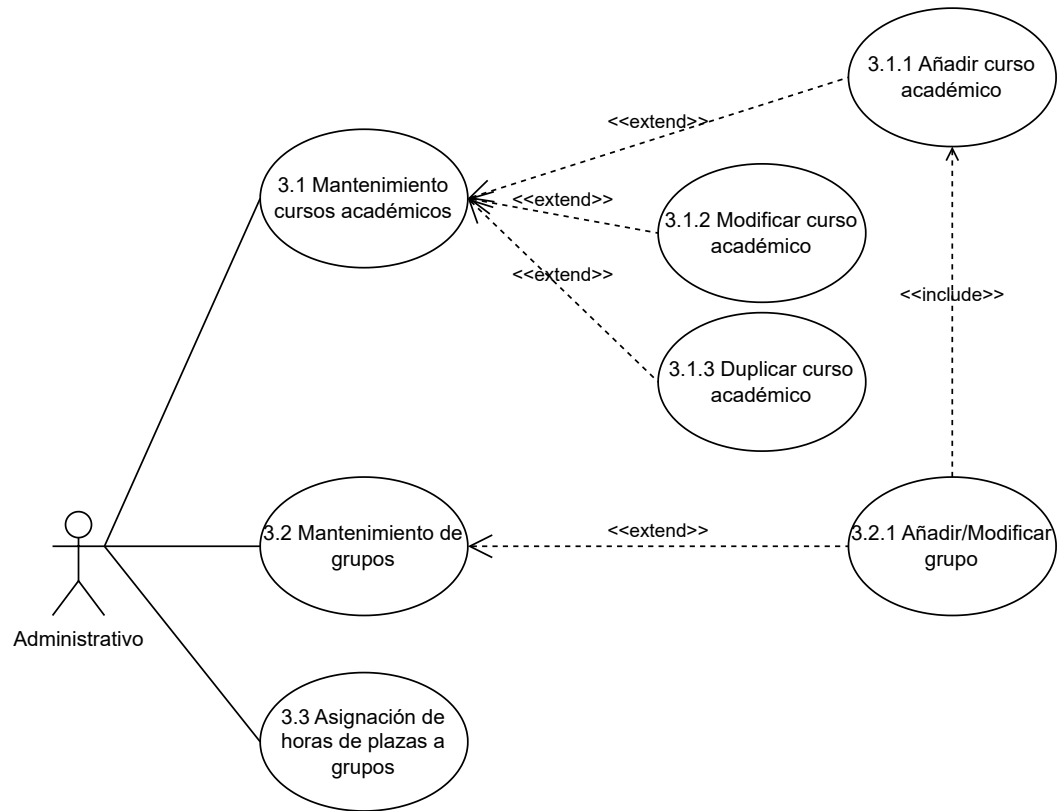 3.1.1 Añadir curso
académico
<<extend>>
3.1 Mantenimiento
cursos académicos
<<extend>>
3.1.2 Modificar curso
académico
<<extend>>
<<include>>
3.1.3 Duplicar curso
académico
3.2 Mantenimiento de
grupos
<<extend>>
3.2.1 Añadir/Modificar
grupo
Administrativo
3.3 Asignación de
horas de plazas a
grupos